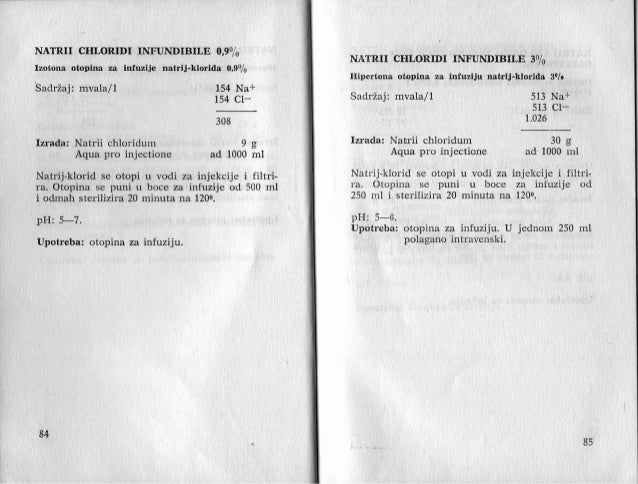 NATRII CHLORIDI INFUNDIBILE 0,9%
Izotona otopina za infuzije natrij-klorida 0,9%
Sadržaj: mvala/l 154 Na+
154 Cl—
308
Izrada: Natrii chloridum 9 g
Aqua pro injectione ad 1000 ml
Natrij-klorid se otopi u vodi za injekcije i filtri-
ra. Otopina se puni u boce za infuzije od 500 ml
i odmah sterilizira 20 minuta na 120°.
pH: 5—7.
Upotreba: otopina za infuziju.
84
NATRII CHLORIDI INFUNDIBILE 3%
Hipertona otopina za infuziju natrij-klorida 3%
Sadržaj: mvala/l 513 Na+
513 Cl—
1.026
Izrada: Natrii chloridum 30 g
Aqua pro injectione ad 1000 ml
Natrij-klorid se otopi u vodi za injekcije i filtri-
ra. Otopina se puni u boce za infuzije od
250 ml i sterilizira 20 minuta na 120°.
pH: 5—6.
Upotreba: otopina za infuziju. U jednom 250 ml
polagano intravenski.
85